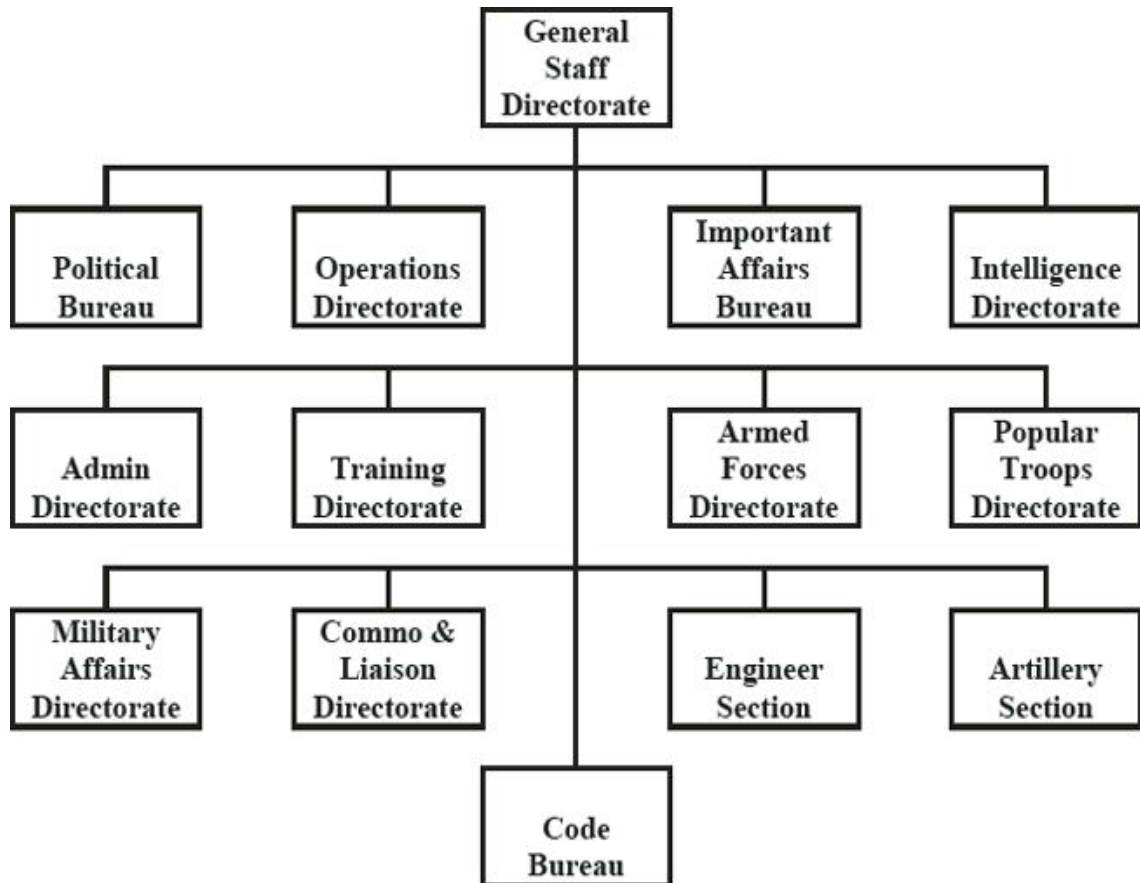 General
Staff
Directorate
Political
Bureau
Operations
Directorate
Important
Affairs
Bureau
Intelligence
Directorate
Admin
Directorate
Training
Directorate
Armed
Forces
Directorate
Popular
Troops
Directorate
Military
Affairs
Directorate
Commo &
Liaison
Directorate
Engineer
Section
Artillery
Section
Code
Bureau